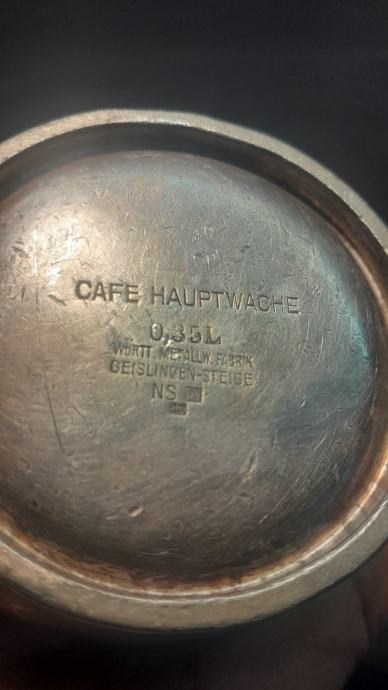 CAFE HAUPTWACHE
0,35L
WÜRTT. METALLW. FABRIK
GEISLINGEN-STEIGE
NS